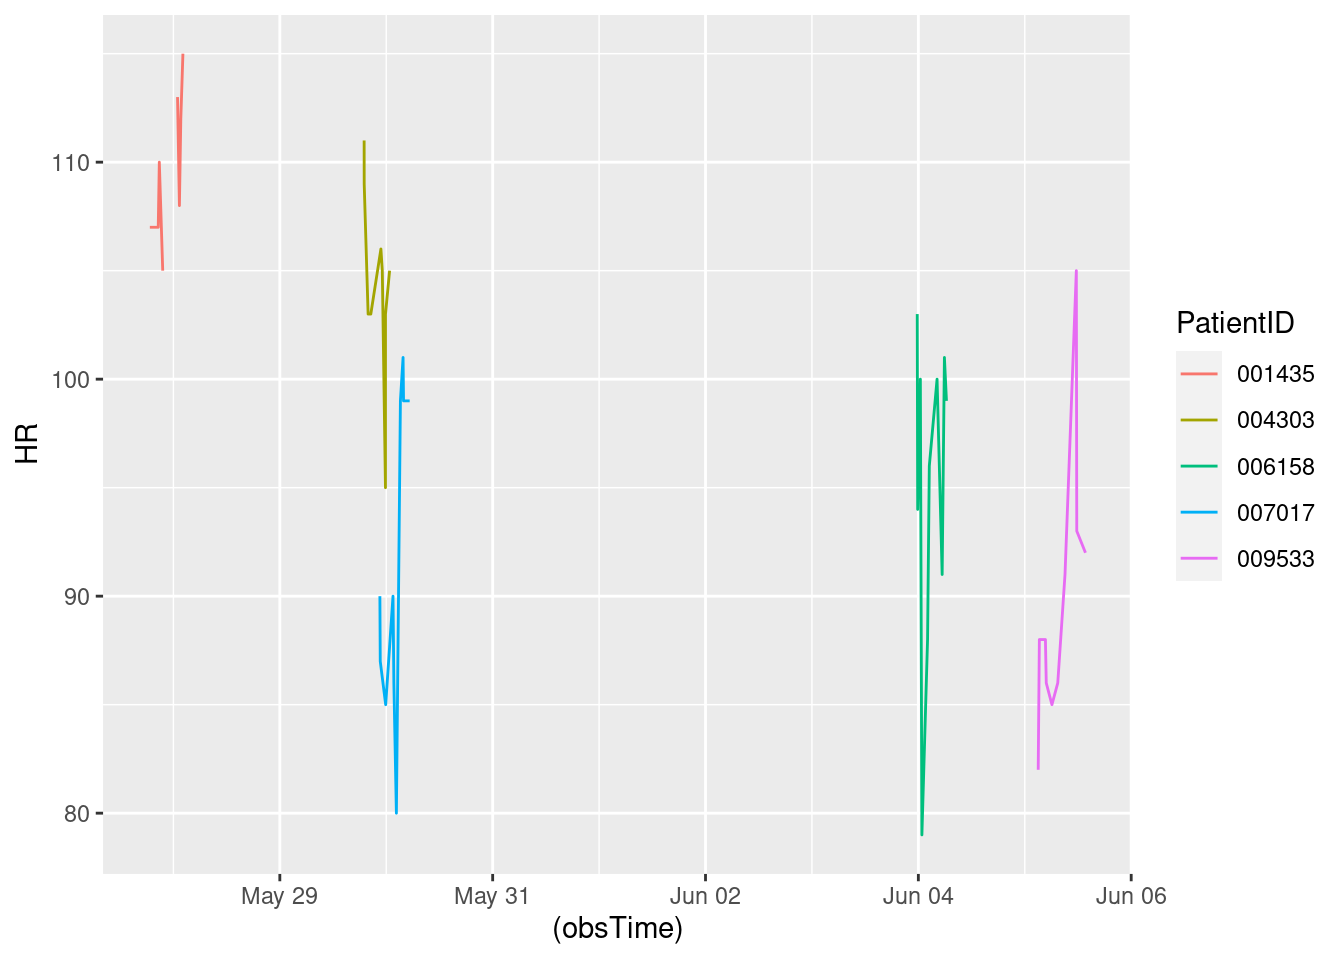 110
100
90
80
HR
May 29
May 31
Jun 02
Jun 04
Jun 06
(obsTime)
PatientID
001435
004303
006158
007017
009533